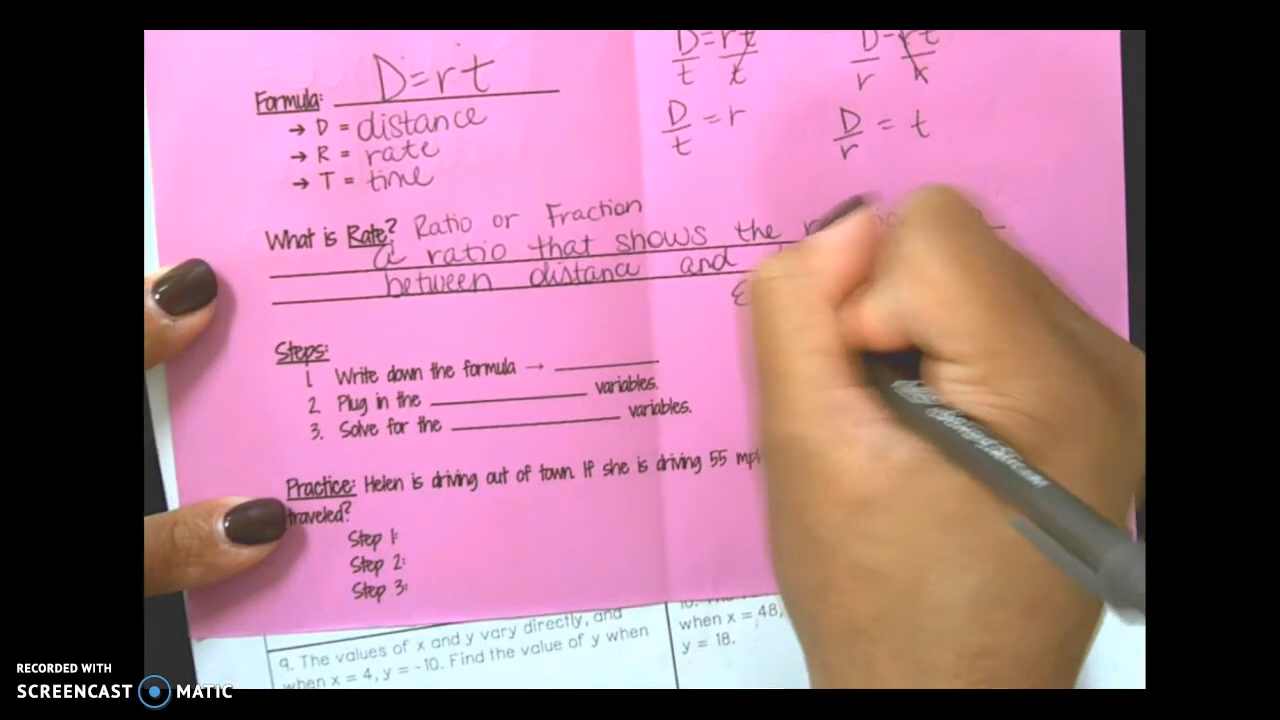 Formula: D=rt
→ D = distance
→ R = rate
→ T = time
D/t = rt/t
D/r = rt/r
D/t = r
D/r = t
What is Rate? Ratio or Fraction
a ratio that shows the
between distance and
Steps:
1. Write down the formula → ________
2. Plug in the ________ variables.
3. Solve for the ________ variables.
Practice: Helen is driving out of town. If she is driving 55
traveled?
Step 1:
Step 2:
Step 3:
9. The values of x and y vary directly, and
when x = 4, y = -10. Find the value of y when
when x = 48,
y = 18.
RECORDED WITH
SCREENCAST MATIC